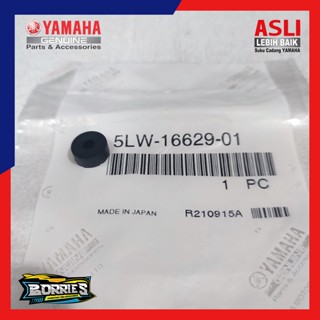 YAMAHA
GENUINE
Parts & Accessories
ASLI
LEBIH BAIK
Suku Cadang YAMAHA
5LW-16629-01
1 PC
MADE IN JAPAN
R210915A
YAMAHA
BORRIES